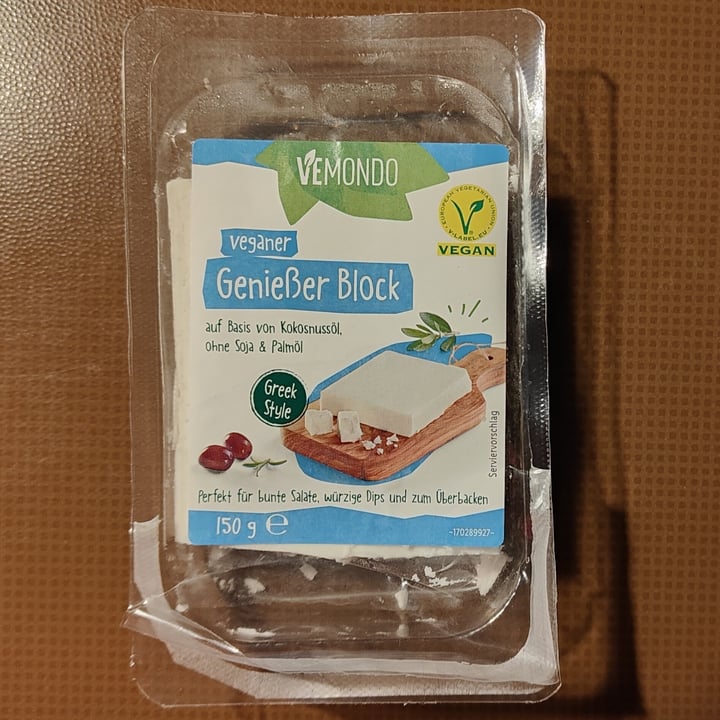 VEMONDO
EUROPEAN VEGETARIAN UNION
V-LABEL.EU
VEGAN
veganer
Genießer Block
auf Basis von Kokosnussöl,
ohne Soja & Palmöl
Greek
Style
Serviervorschlag
Perfekt für bunte Salate, würzige Dips und zum Überbacken
150 g ℮
-170289927-